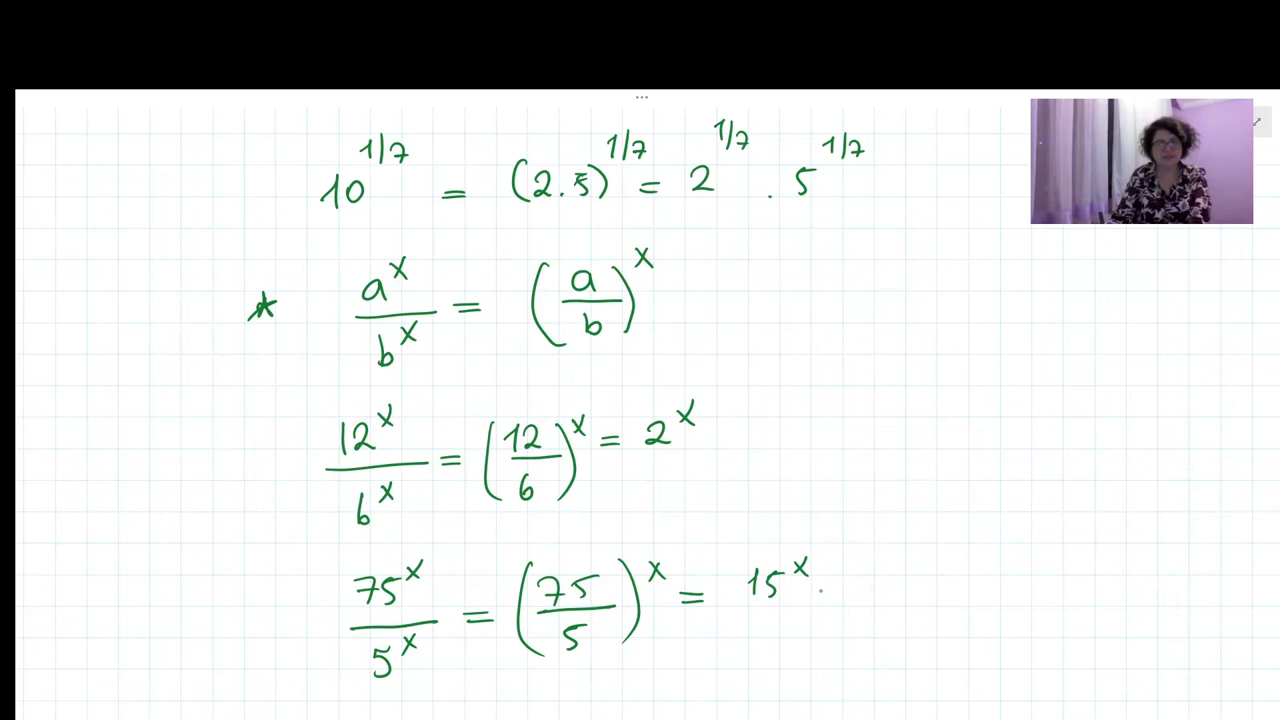 10^{1/7} = (2.5)^{1/7} = 2^{1/7} . 5^{1/7}
* a^x / b^x = (a/b)^x
12^x / 6^x = (12/6)^x = 2^x
75^x / 5^x = (75/5)^x = 15^x